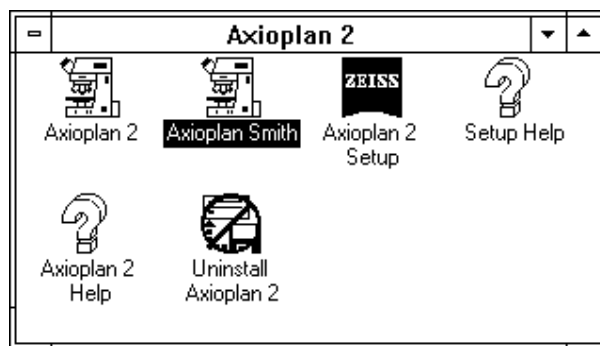 Axioplan 2
ZEISS
Axioplan 2
Axioplan Smith
Axioplan 2
Setup
Setup Help
Axioplan 2
Help
Uninstall
Axioplan 2